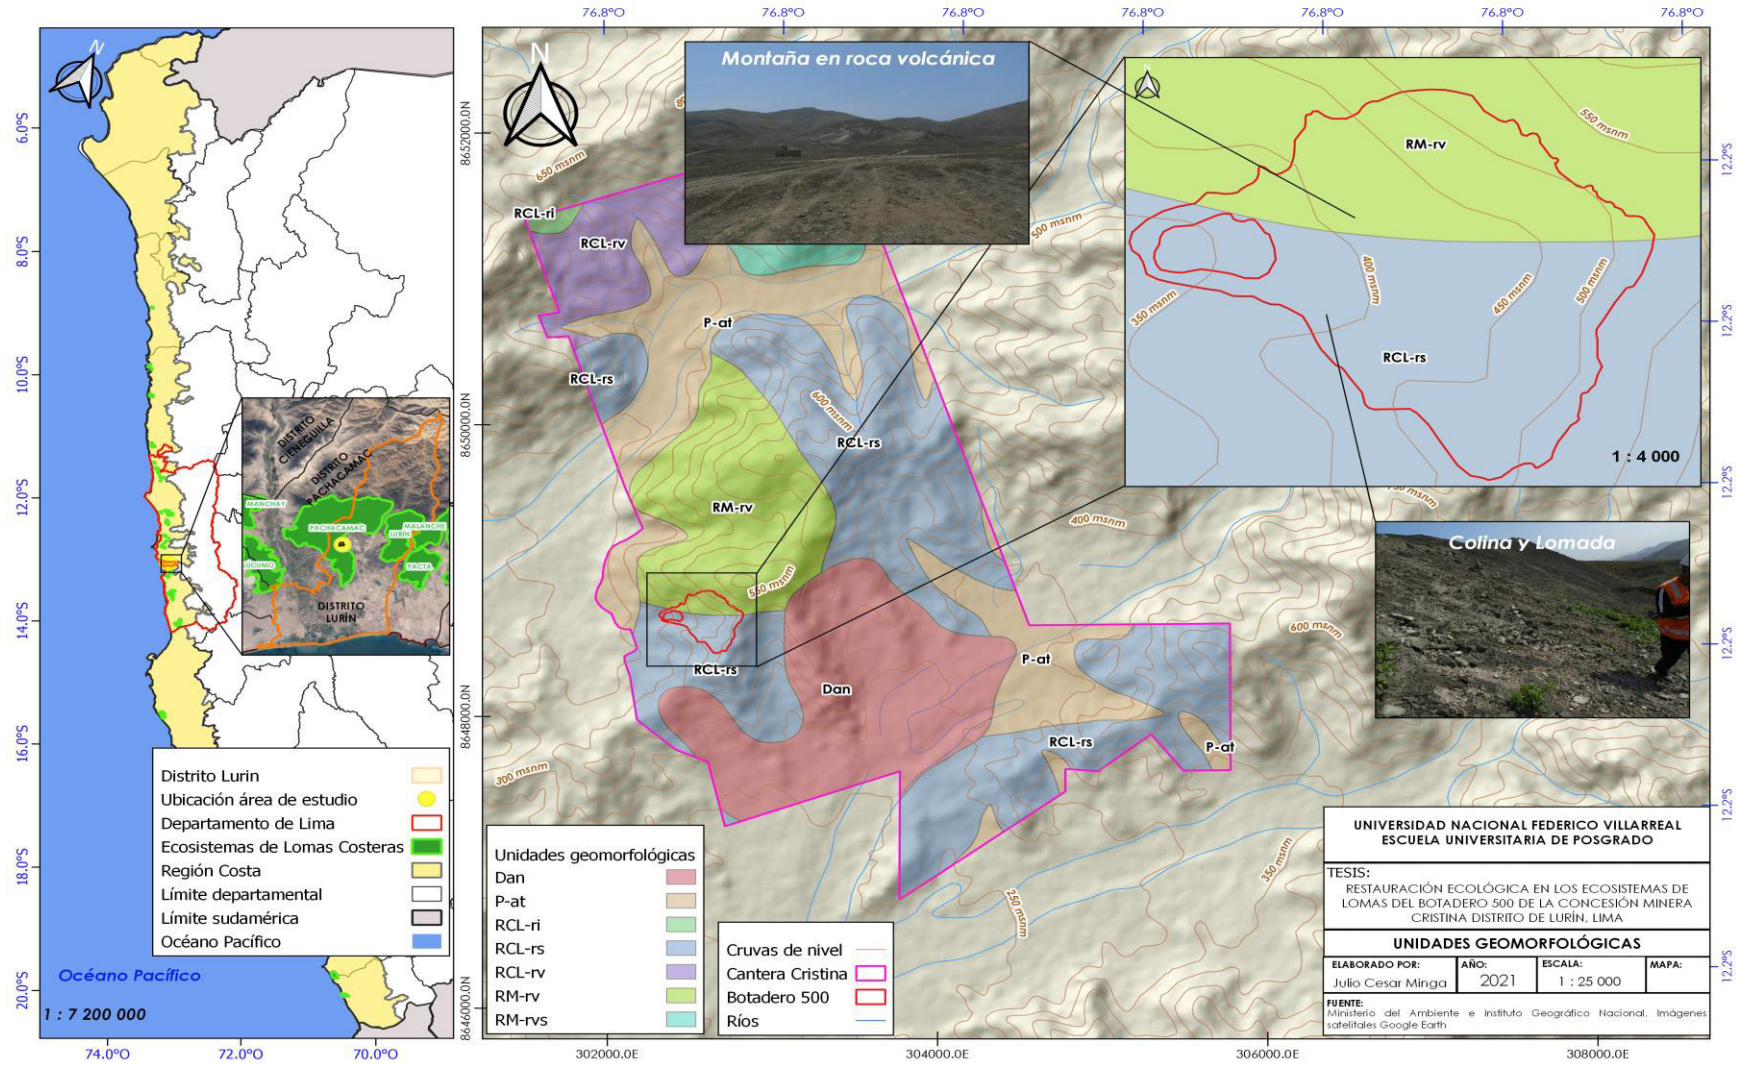 76.8°O 76.8°O 76.8°O 76.8°O 76.8°O 76.8°O 76.8°O
N
6.0°S
8.0°S
10.0°S
12.0°S
14.0°S
16.0°S
18.0°S
20.0°S
DISTRITO
CIENEGUILLA
DISTRITO
PACHACAMAC
MANCHAY
PACHACAMAC
MALANCHE
LURÍN
LÚCUMO
PACTA
DISTRITO
LURÍN
Distrito Lurin
Ubicación área de estudio
Departamento de Lima
Ecosistemas de Lomas Costeras
Región Costa
Límite departamental
Límite sudamérica
Océano Pacífico
Océano Pacífico
1 : 7 200 000
74.0°O 72.0°O 70.0°O
8652000.0N
8650000.0N
8648000.0N
8646000.0N
N
Montaña en roca volcánica
650 msnm
500 msnm
RCL-ri
RCL-rv
P-at
RCL-rs
600 msnm
RCL-rs
RM-rv
400 msnm
550 msnm
600 msnm
RCL-rs
P-at
Dan
RCL-rs
P-at
300 msnm
350 msnm
250 msnm
550 msnm
RM-rv
400 msnm
450 msnm
500 msnm
350 msnm
RCL-rs
1 : 4 000
Colina y Lomada
12.2°S
12.2°S
12.2°S
12.2°S
12.2°S
12.2°S
Unidades geomorfológicas
Dan
P-at
RCL-ri
RCL-rs
RCL-rv
RM-rv
RM-rvs
Cruvas de nivel
Cantera Cristina
Botadero 500
Ríos
UNIVERSIDAD NACIONAL FEDERICO VILLARREAL
ESCUELA UNIVERSITARIA DE POSGRADO
TESIS:
RESTAURACIÓN ECOLÓGICA EN LOS ECOSISTEMAS DE
LOMAS DEL BOTADERO 500 DE LA CONCESIÓN MINERA
CRISTINA DISTRITO DE LURÍN, LIMA
UNIDADES GEOMORFOLÓGICAS
ELABORADO POR: AÑO: ESCALA: MAPA:
Julio Cesar Minga 2021 1 : 25 000
FUENTE:
Ministerio del Ambiente e Instituto Geográfico Nacional, Imágenes
satelitales Google Earth
302000.0E 304000.0E 306000.0E 308000.0E